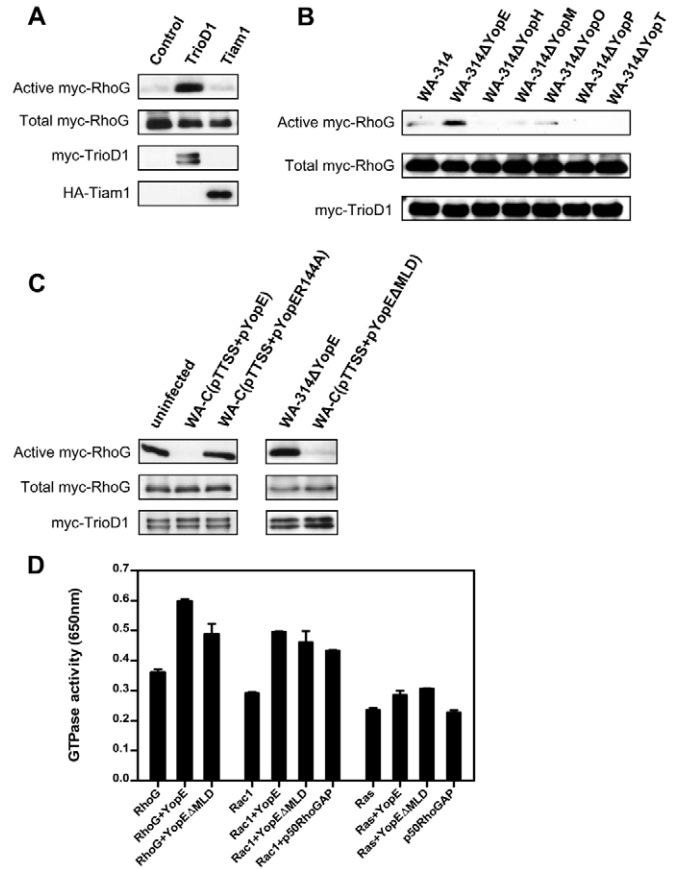 A
Control
TrioD1
Tiam1
Active myc-RhoG
Total myc-RhoG
myc-TrioD1
HA-Tiam1
B
WA-314
WA-314ΔYopE
WA-314ΔYopH
WA-314ΔYopM
WA-314ΔYopO
WA-314ΔYopP
WA-314ΔYopT
Active myc-RhoG
Total myc-RhoG
myc-TrioD1
C
uninfected
WA-C(pTTSS+pYopE)
WA-C(pTTSS+pYopER144A)
WA-314ΔYopE
WA-C(pTTSS+pYopEΔMLD)
Active myc-RhoG
Total myc-RhoG
myc-TrioD1
D
GTPase activity (650nm)
0.7
0.6
0.5
0.4
0.3
0.2
0.1
0.0
RhoG
RhoG+YopE
RhoG+YopEΔMLD
Rac1
Rac1+YopE
Rac1+YopEΔMLD
Rac1+p50RhoGAP
Ras
Ras+YopE
Ras+YopEΔMLD
p50RhoGAP